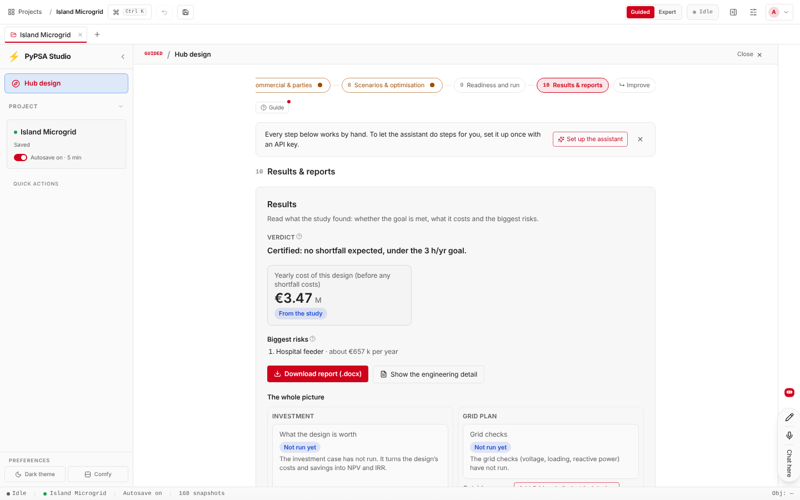 Projects / Island Microgrid ⌘ Ctrl K Guided Expert Idle A
Island Microgrid × +
PyPSA Studio
GUIDED / Hub design Close ×
Hub design
PROJECT
Island Microgrid
Saved
Autosave on · 5 min
QUICK ACTIONS
ommercial & parties
8 Scenarios & optimisation
9 Readiness and run
10 Results & reports
Improve
Guide
Every step below works by hand. To let the assistant do steps for you, set it up once with
an API key.
Set up the assistant
10 Results & reports
Results
Read what the study found: whether the goal is met, what it costs and the biggest risks.
VERDICT
Certified: no shortfall expected, under the 3 h/yr goal.
Yearly cost of this design (before any
shortfall costs)
€3.47 M
From the study
Biggest risks
1. Hospital feeder · about €657 k per year
Download report (.docx)
Show the engineering detail
The whole picture
INVESTMENT
What the design is worth
Not run yet
The investment case has not run. It turns the design's
costs and savings into NPV and IRR.
GRID PLAN
Grid checks
Not run yet
The grid checks (voltage, loading, reactive power)
have not run.
Chat here
PREFERENCES
Dark theme
Comfy
Idle Island Microgrid Autosave on 168 snapshots Obj: —